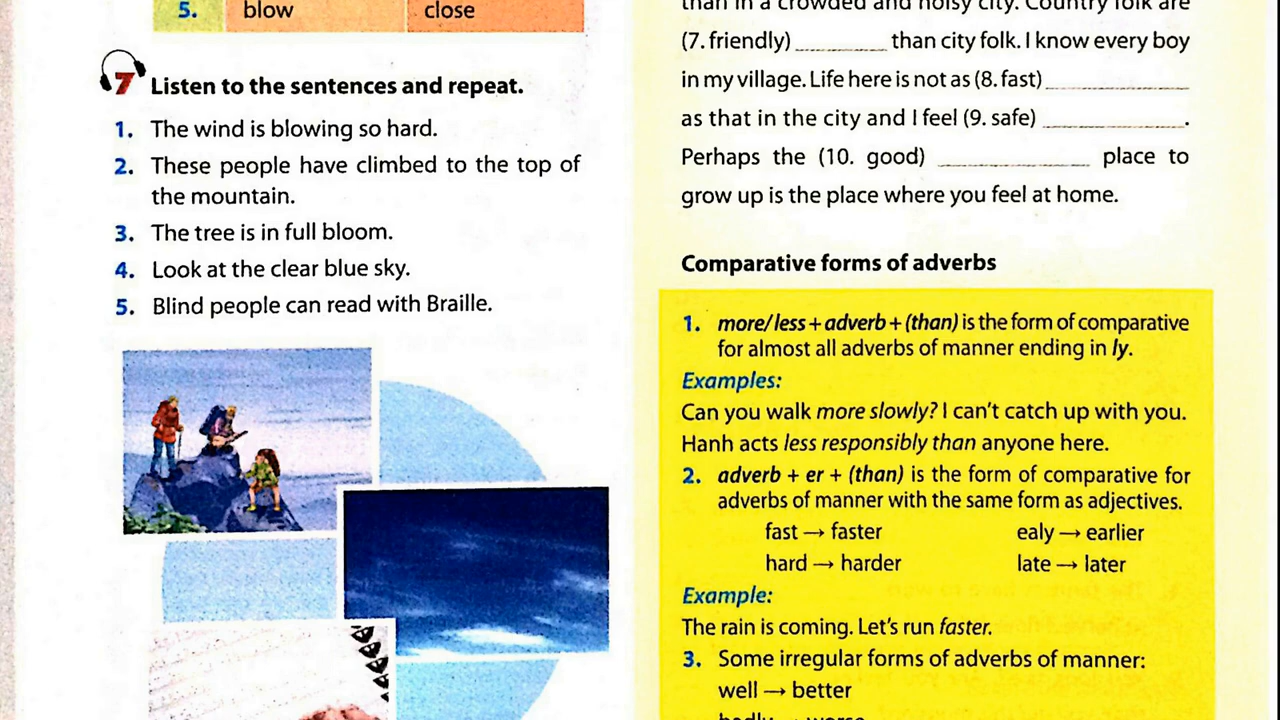 5. blow close
7 Listen to the sentences and repeat.
1. The wind is blowing so hard.
2. These people have climbed to the top of
the mountain.
3. The tree is in full bloom.
4. Look at the clear blue sky.
5. Blind people can read with Braille.
than in a crowded and noisy city. Country folk are
(7. friendly) ________ than city folk. I know every boy
in my village. Life here is not as (8. fast) ________
as that in the city and I feel (9. safe) ________.
Perhaps the (10. good) ________ place to
grow up is the place where you feel at home.
Comparative forms of adverbs
1. more/less + adverb + (than) is the form of comparative
for almost all adverbs of manner ending in ly.
Examples:
Can you walk more slowly? I can't catch up with you.
Hanh acts less responsibly than anyone here.
2. adverb + er + (than) is the form of comparative for
adverbs of manner with the same form as adjectives.
fast → faster ealy → earlier
hard → harder late → later
Example:
The rain is coming. Let's run faster.
3. Some irregular forms of adverbs of manner:
well → better
badly → worse